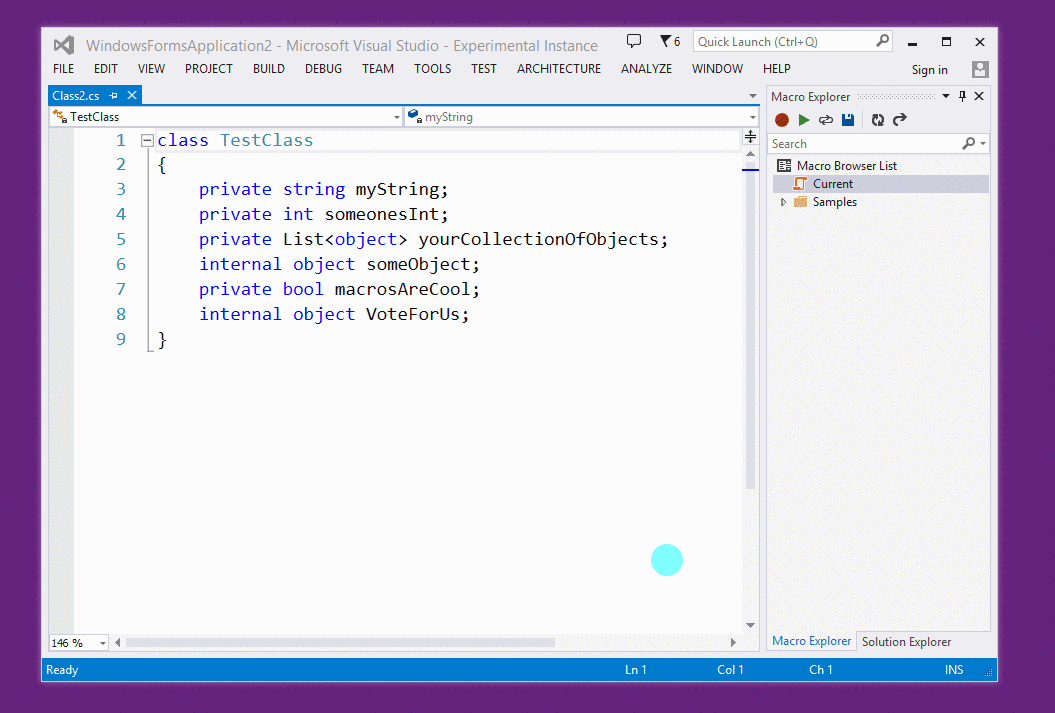 WindowsFormsApplication2 - Microsoft Visual Studio - Experimental Instance
6
Quick Launch (Ctrl+Q)
FILE EDIT VIEW PROJECT BUILD DEBUG TEAM TOOLS TEST ARCHITECTURE ANALYZE WINDOW HELP
Sign in
Class2.cs
TestClass
myString
1 class TestClass
2 {
3 private string myString;
4 private int someonesInt;
5 private List<object> yourCollectionOfObjects;
6 internal object someObject;
7 private bool macrosAreCool;
8 internal object VoteForUs;
9 }
146 %
Macro Explorer
Search
Macro Browser List
Current
Samples
Macro Explorer Solution Explorer
Ready Ln 1 Col 1 Ch 1 INS